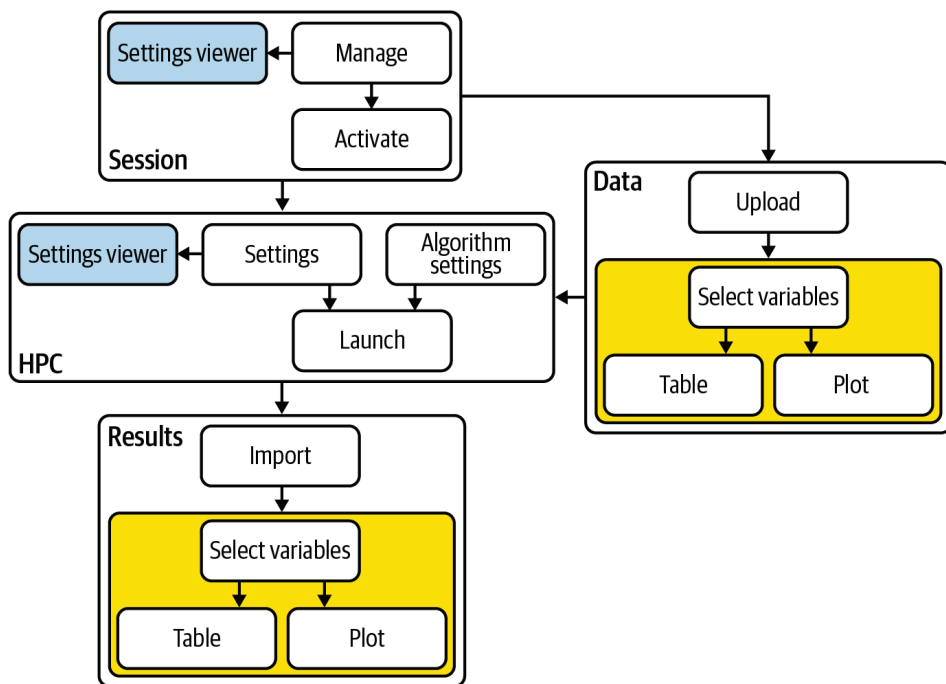 Settings viewer
Manage
Activate
Session
Data
Upload
Select variables
Table
Plot
Settings viewer
Settings
Algorithm
settings
Launch
HPC
Results
Import
Select variables
Table
Plot